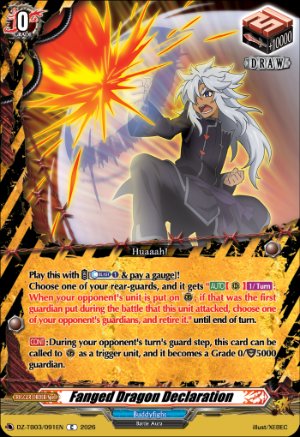 0
GRADE
+10000
DRAW
Huaaah!
Play this with [BLAST 1 & pay a gauge]!
Choose one of your rear-guards, and it gets "AUTO 1/Turn
When your opponent's unit is put on , if that was the first
guardian put during the battle that this unit attacked, choose one
of your opponent's guardians, and retire it." until end of turn.
CONT :During your opponent's turn's guard step, this card can be
called to as a trigger unit, and it becomes a Grade 0/5000
guardian.
Fanged Dragon Declaration
Buddyfight
Battle Aura
DZ-TB03/091EN C 2026
illust/XEBEC